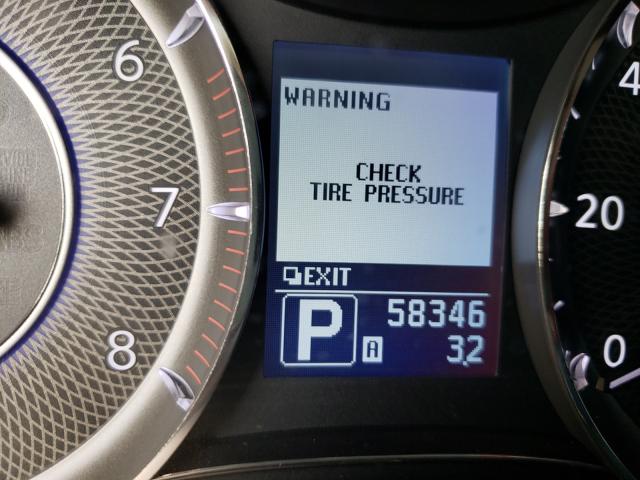 WARNING
CHECK
TIRE PRESSURE
EXIT
P
58346
A 32
6
7
8
4
20
0